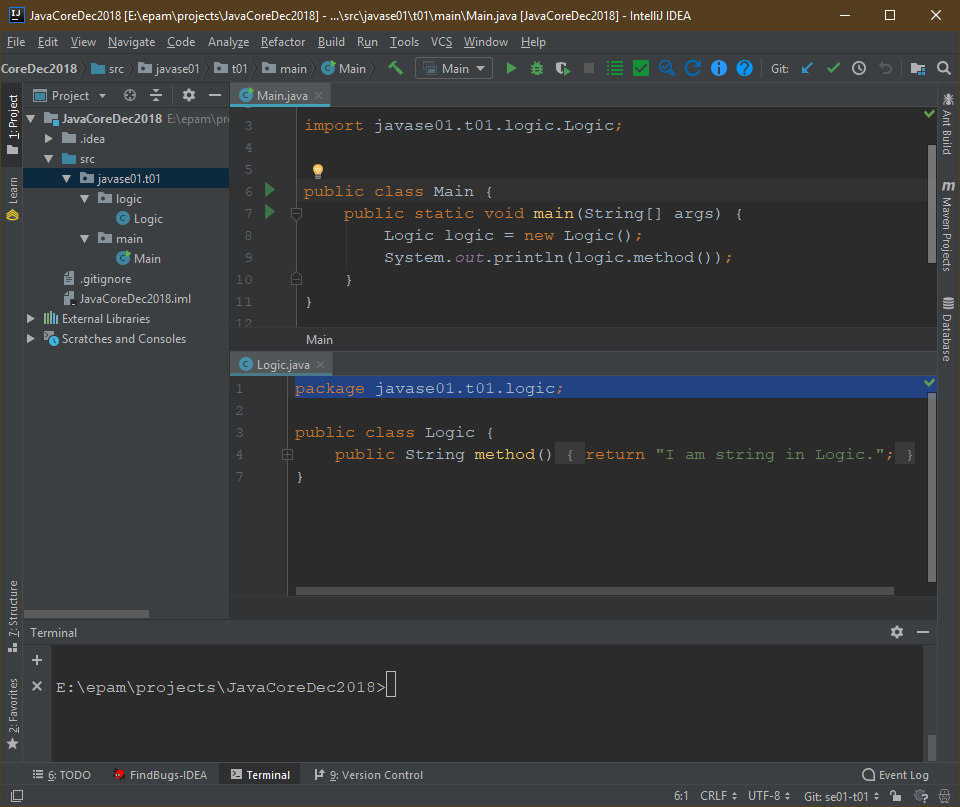 JavaCoreDec2018 [E:\epam\projects\JavaCoreDec2018] - ...\src\javase01\t01\main\Main.java [JavaCoreDec2018] - IntelliJ IDEA
File Edit View Navigate Code Analyze Refactor Build Run Tools VCS Window Help
CoreDec2018 src javase01 t01 main Main Main Git:
1: Project
Learn
7: Structure
2: Favorites
Project
JavaCoreDec2018 E:\epam\pr
.idea
src
javase01.t01
logic
Logic
main
Main
.gitignore
JavaCoreDec2018.iml
External Libraries
Scratches and Consoles
Main.java
3 import javase01.t01.logic.Logic;
4
5
6 public class Main {
7 public static void main(String[] args) {
8 Logic logic = new Logic();
9 System.out.println(logic.method());
10 }
11 }
12
Main
Logic.java
1 package javase01.t01.logic;
2
3 public class Logic {
4 public String method() { return "I am string in Logic."; }
7 }
Ant Build
Maven Projects
Database
Terminal
E:\epam\projects\JavaCoreDec2018>
6: TODO FindBugs-IDEA Terminal 9: Version Control Event Log
6:1 CRLF UTF-8 Git: se01-t01